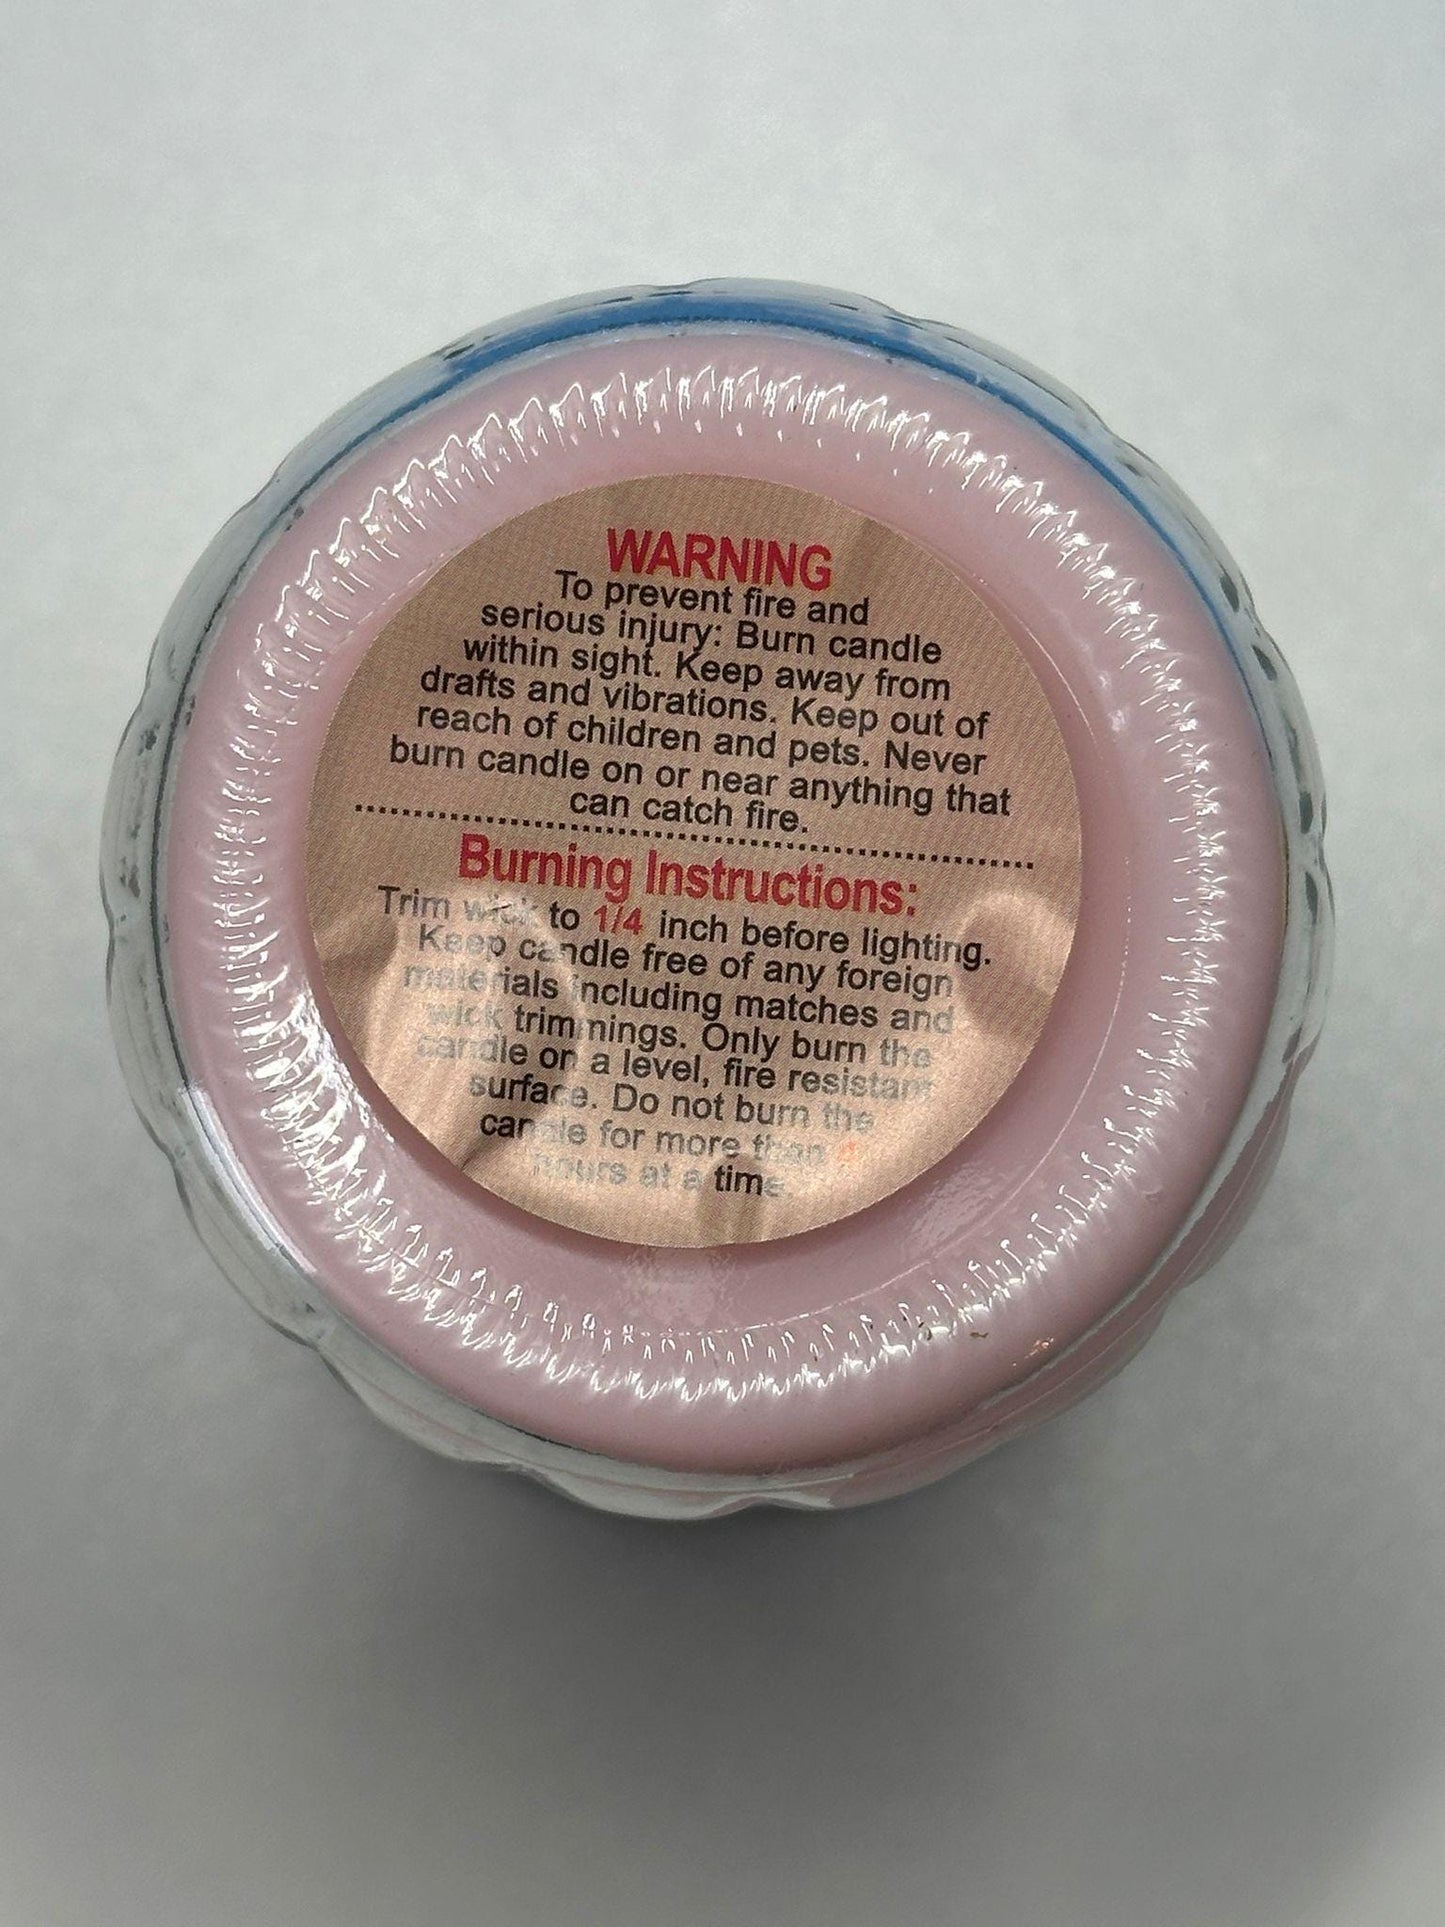 WARNING
To prevent fire and
serious injury: Burn candle
within sight. Keep away from
drafts and vibrations. Keep out of
reach of children and pets. Never
burn candle on or near anything that
can catch fire.
Burning Instructions:
Trim wick to 1/4 inch before lighting.
Keep candle free of any foreign
materials including matches and
wick trimmings. Only burn the
candle on a level, fire resistant
surface. Do not burn the
candle for more than
hours at a time.